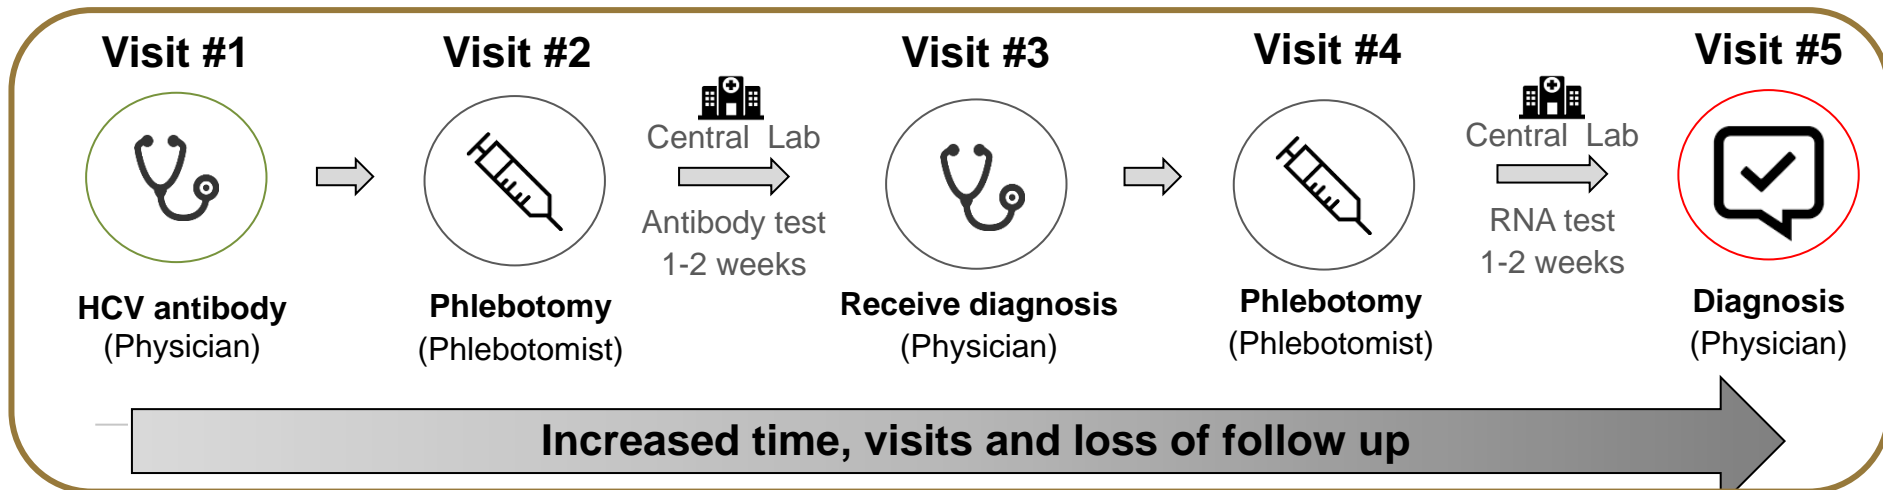 Visit #1
Visit #2
Visit #3
Visit #4
Visit #5
Central Lab
Central Lab
Antibody test
1-2 weeks
RNA test
1-2 weeks
HCV antibody
(Physician)
Phlebotomy
(Phlebotomist)
Receive diagnosis
(Physician)
Phlebotomy
(Phlebotomist)
Diagnosis
(Physician)
Increased time, visits and loss of follow up